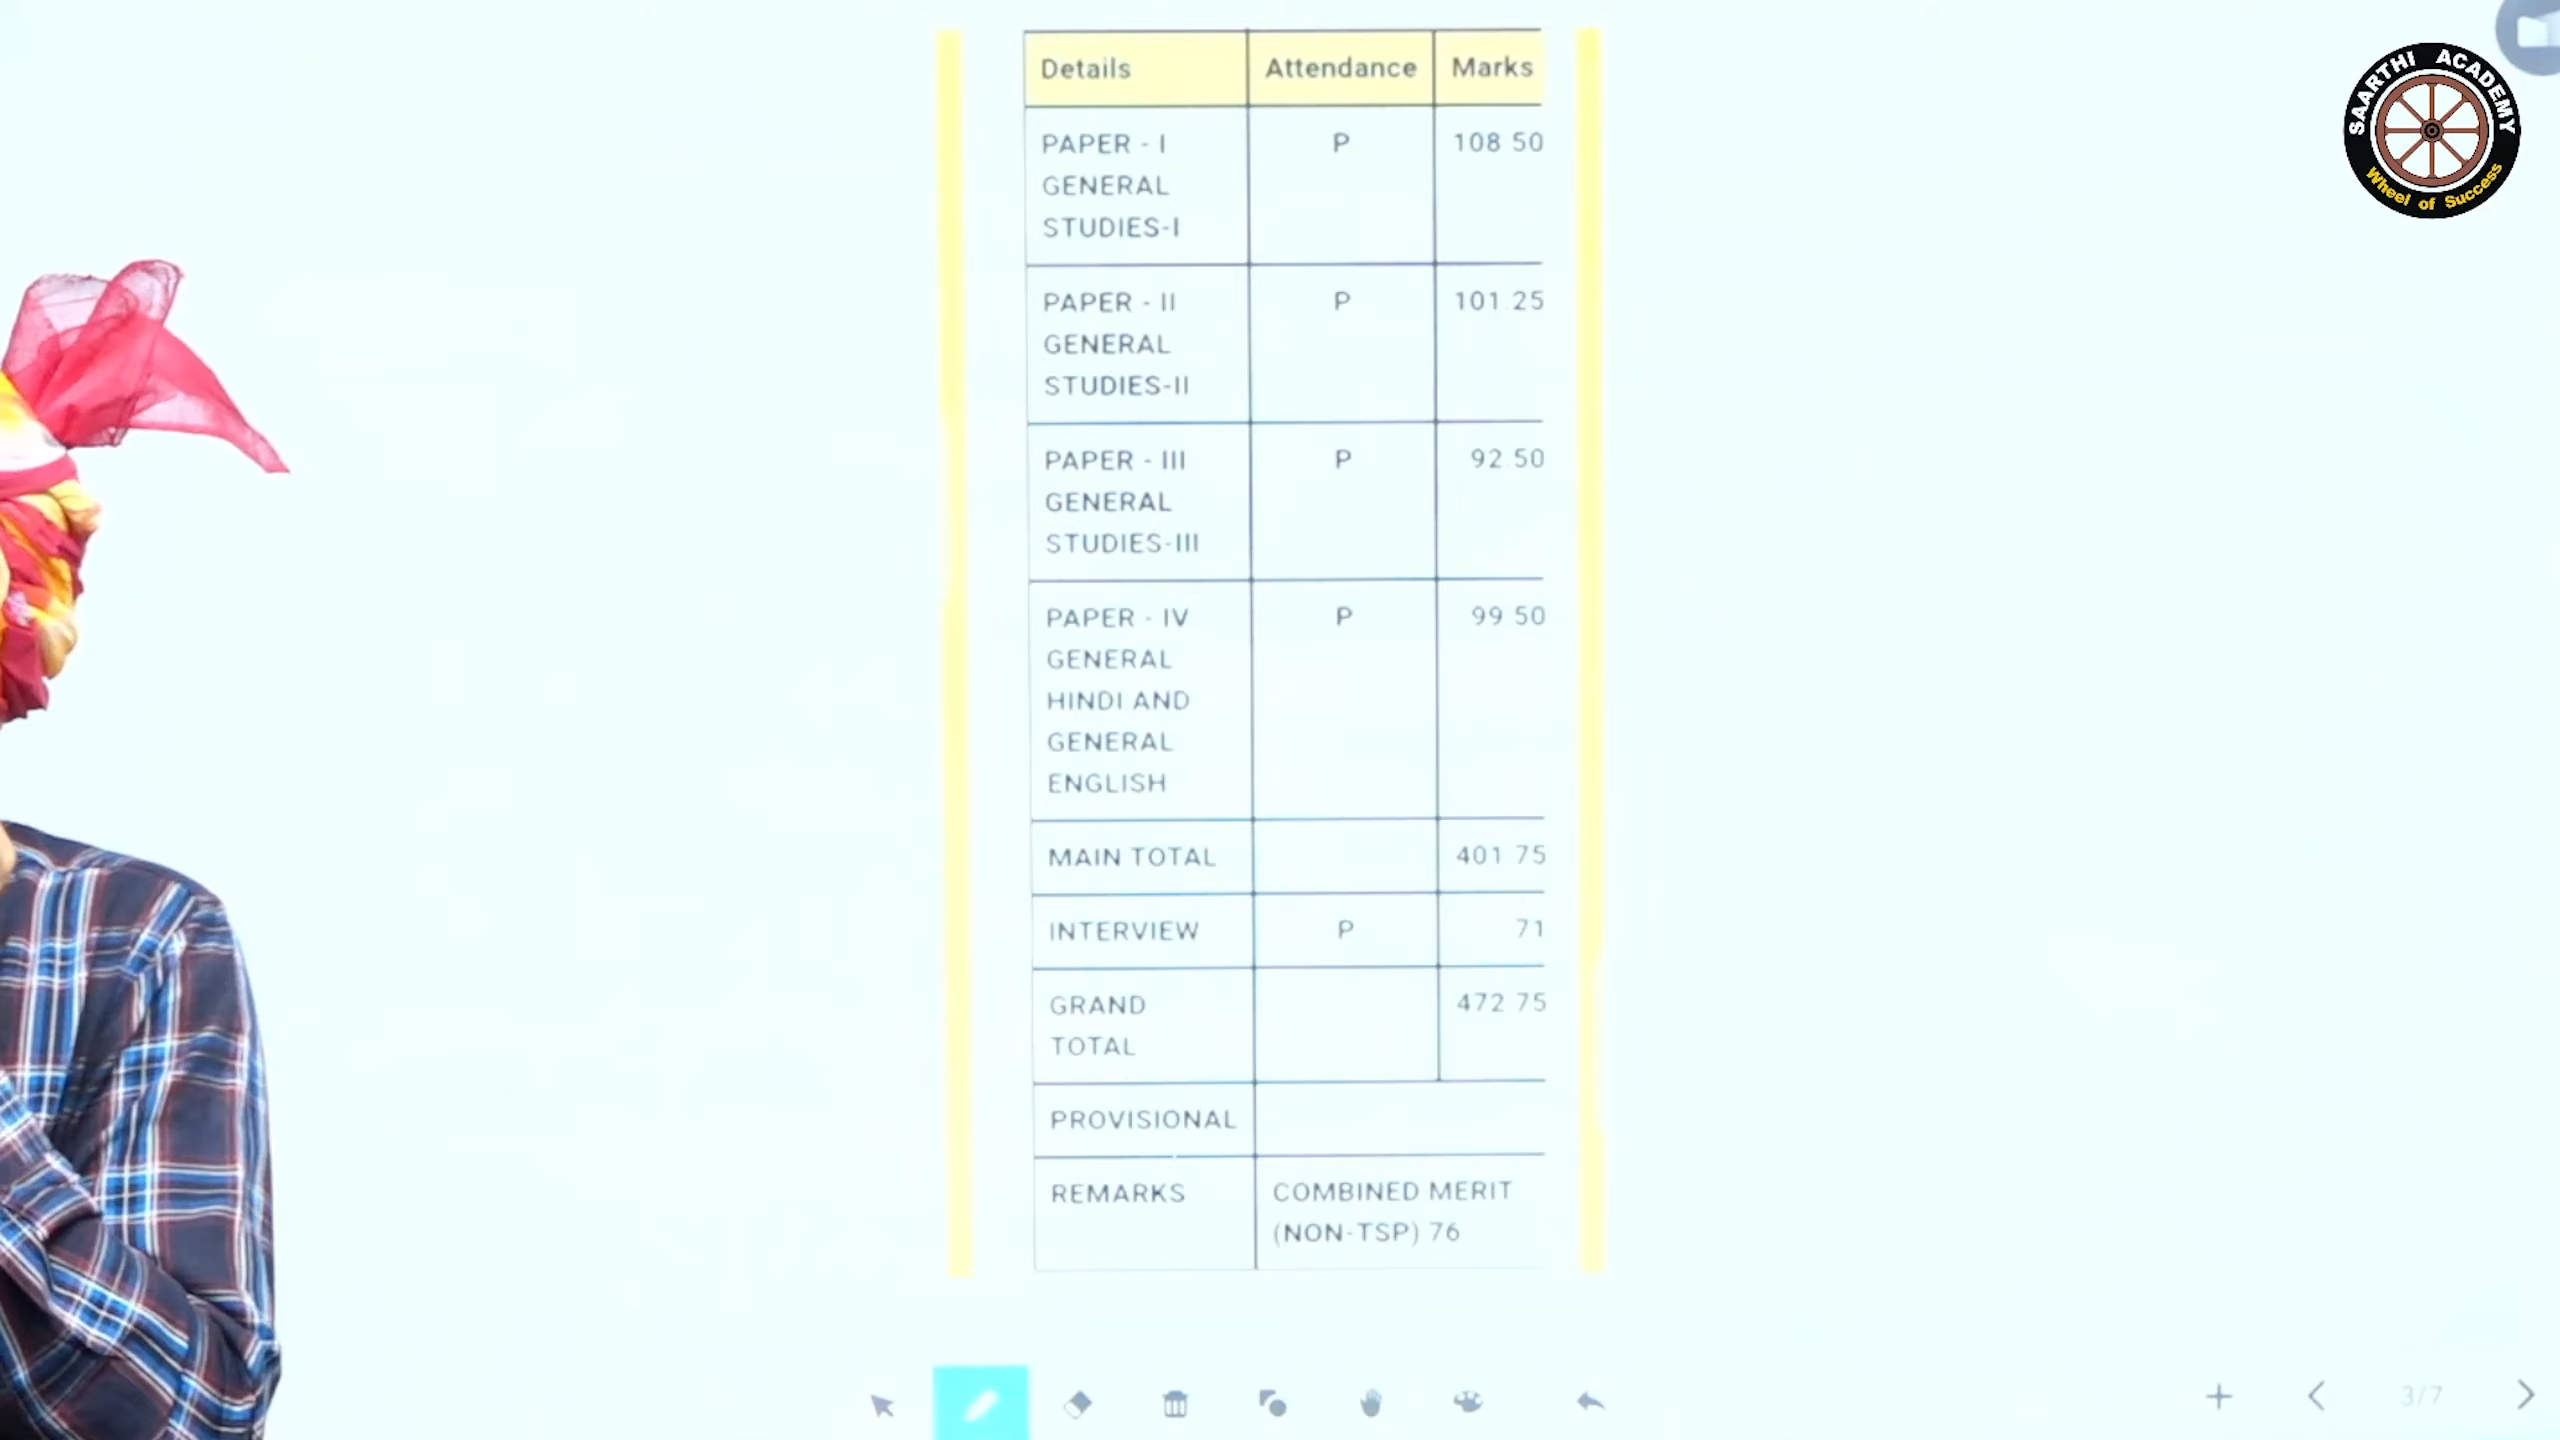 Details Attendance Marks
PAPER - I P 108 50
GENERAL
STUDIES-I
PAPER - II P 101.25
GENERAL
STUDIES-II
PAPER - III P 92.50
GENERAL
STUDIES-III
PAPER - IV P 99 50
GENERAL
HINDI AND
GENERAL
ENGLISH
MAIN TOTAL 401 75
INTERVIEW P 71
GRAND 472 75
TOTAL
PROVISIONAL
REMARKS COMBINED MERIT
(NON-TSP) 76
SAARTHI ACADEMY
Wheel of Success
3/7